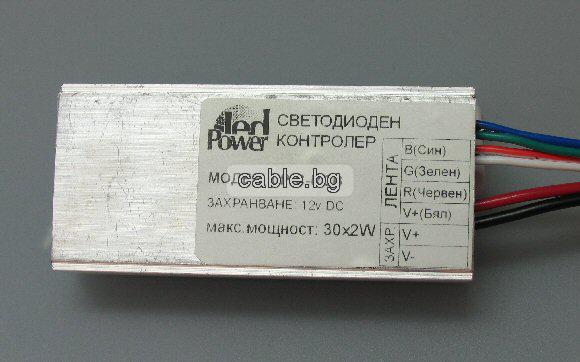 led
Power
СВЕТОДИОДЕН
КОНТРОЛЕР
cable.bg
ЗАХРАНВАНЕ: 12v DC
макс.мощност: 30x2W
ЛЕНТА
B(Син)
G(Зелен)
R(Червен)
V+(Бял)
ЗАХР.
V+
V-